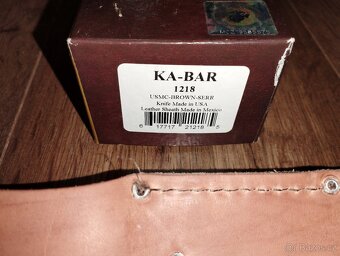 KA-BAR
1218
USMC-BROWN-SERR
Knife Made in USA
Leather Sheath Made in Mexico
6 17717 21218 5